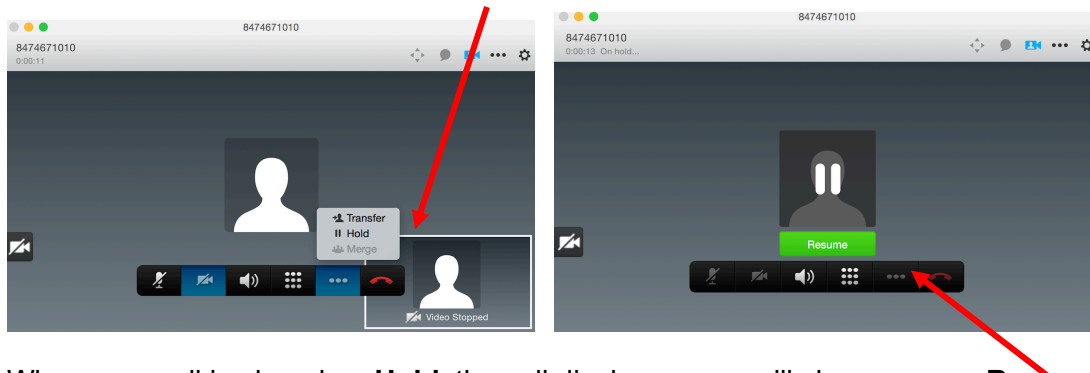 8474671010
8474671010
0:00:11
Transfer
Hold
Merge
Video Stopped
8474671010
8474671010
0:00:13 On hold...
Resume